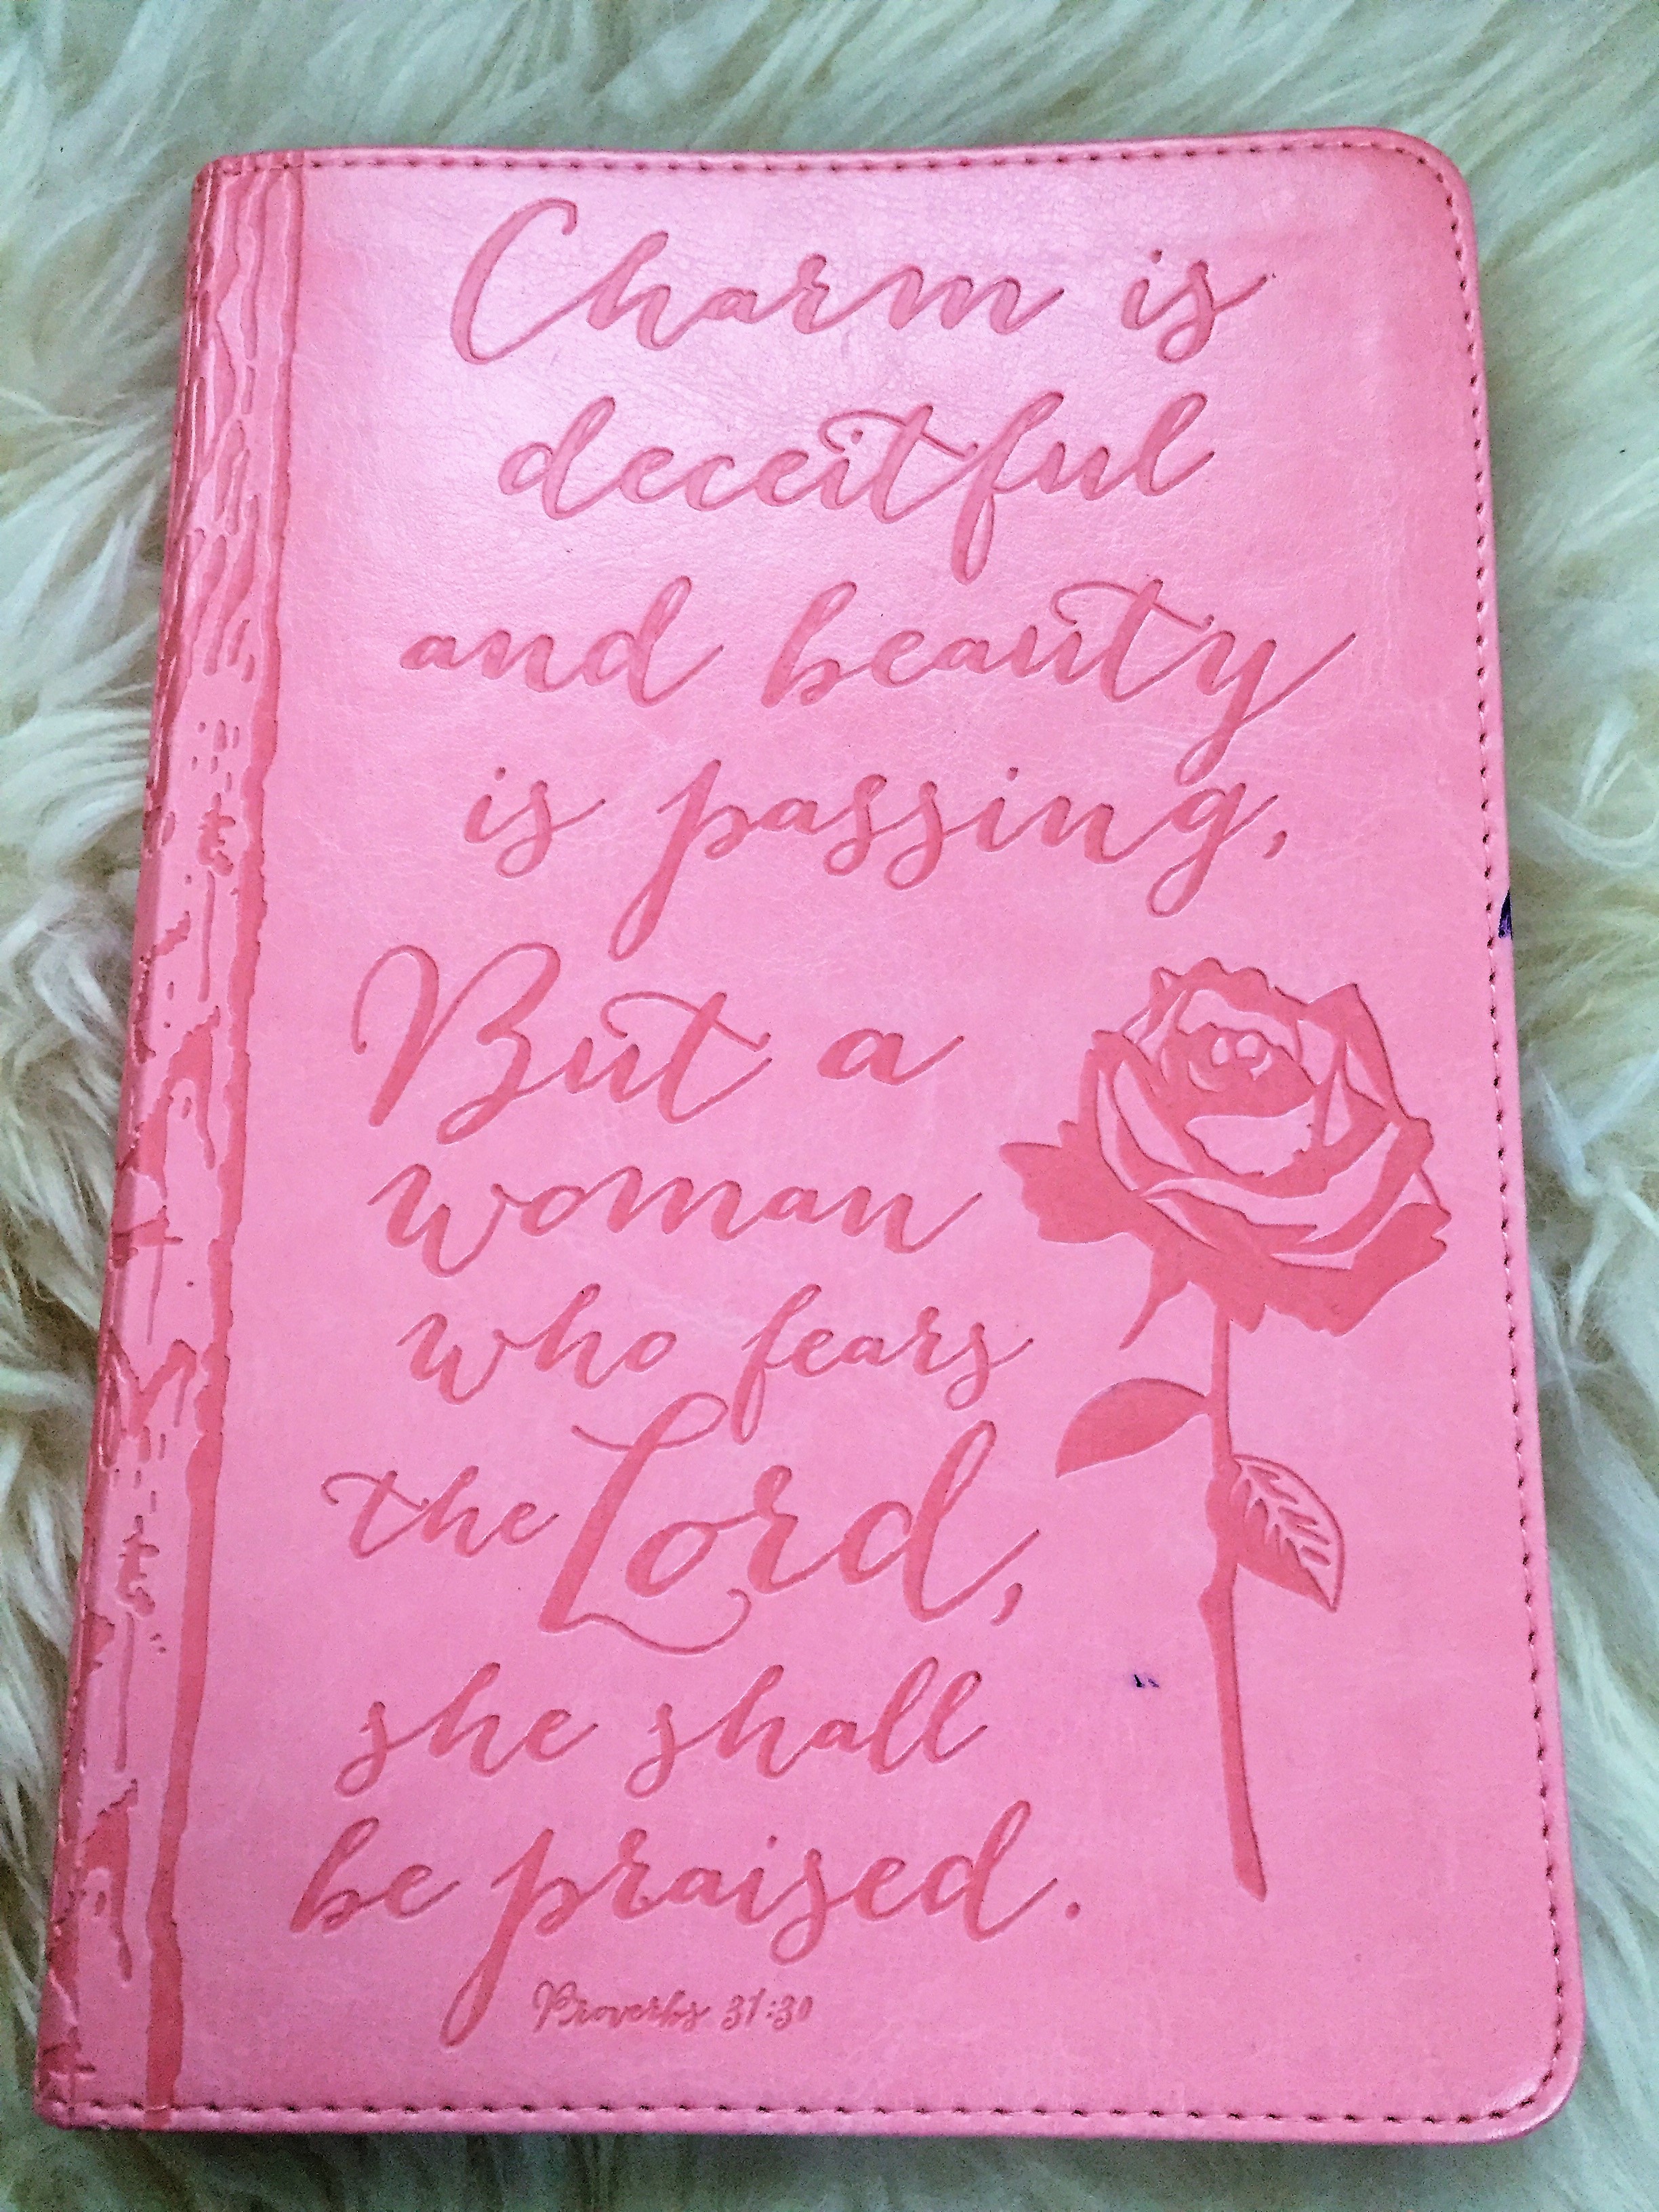 Charm is
deceitful
and beauty
is passing,
But a
woman
who fears
the Lord,
she shall
be praised.
Proverbs 31:30